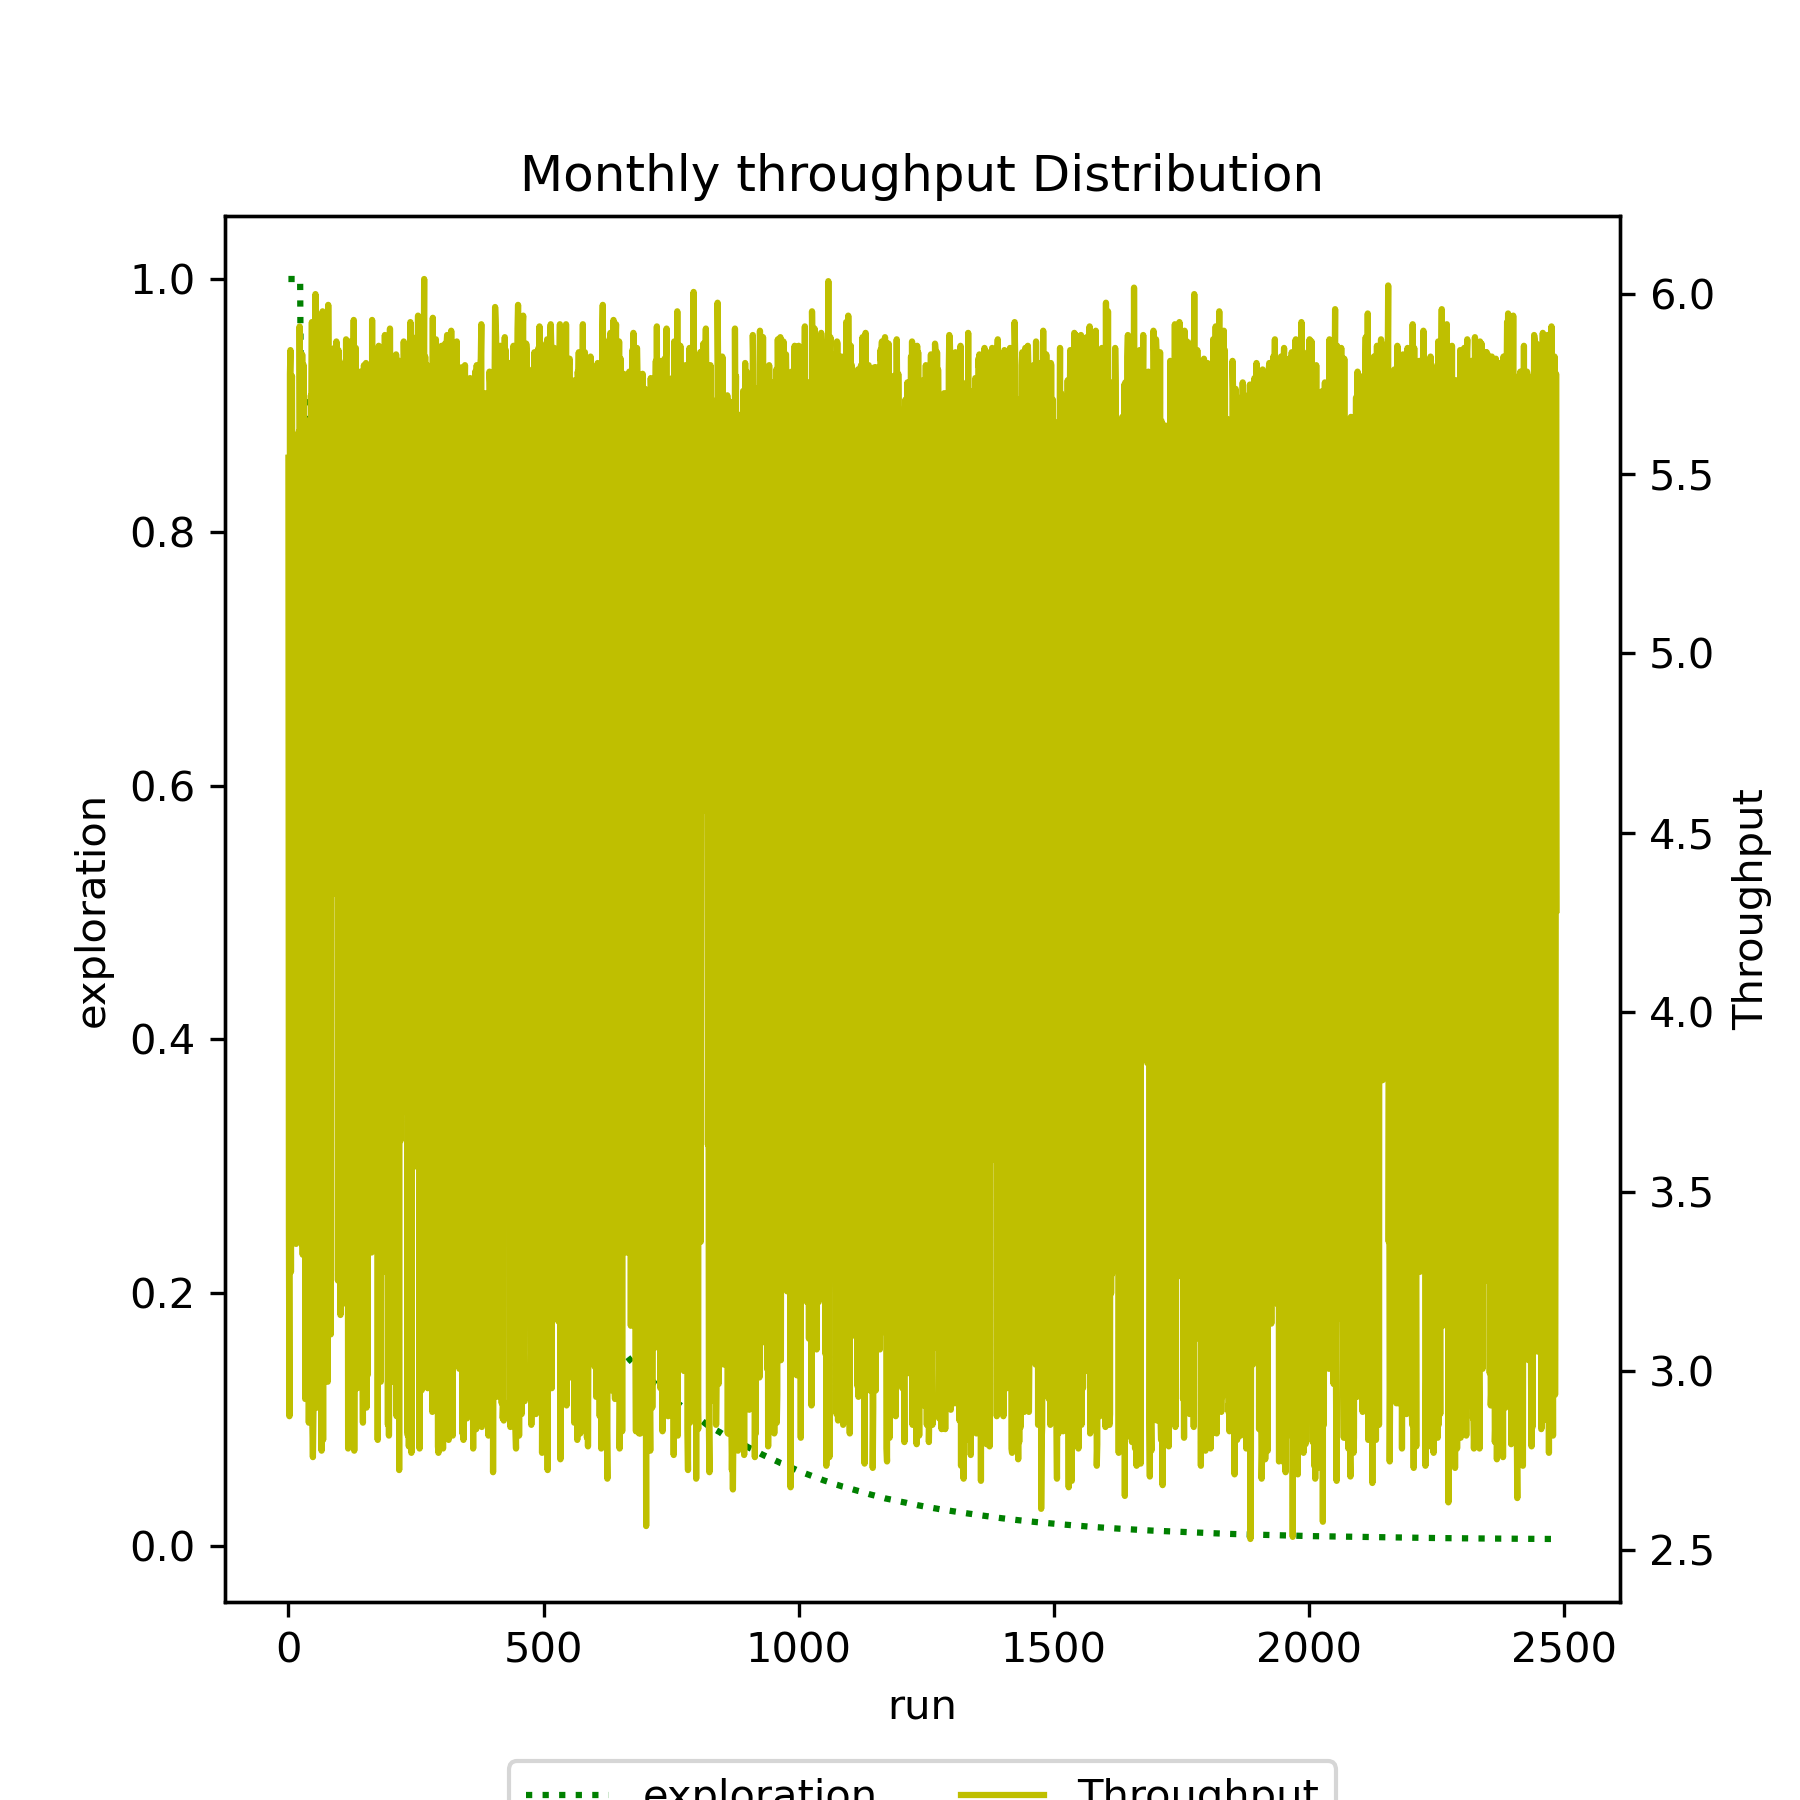 Monthly throughput Distribution
1.0
0.8
0.6
0.4
0.2
0.0
exploration
6.0
5.5
5.0
4.5
4.0
3.5
3.0
2.5
Throughput
0 500 1000 1500 2000 2500
run
exploration Throughput